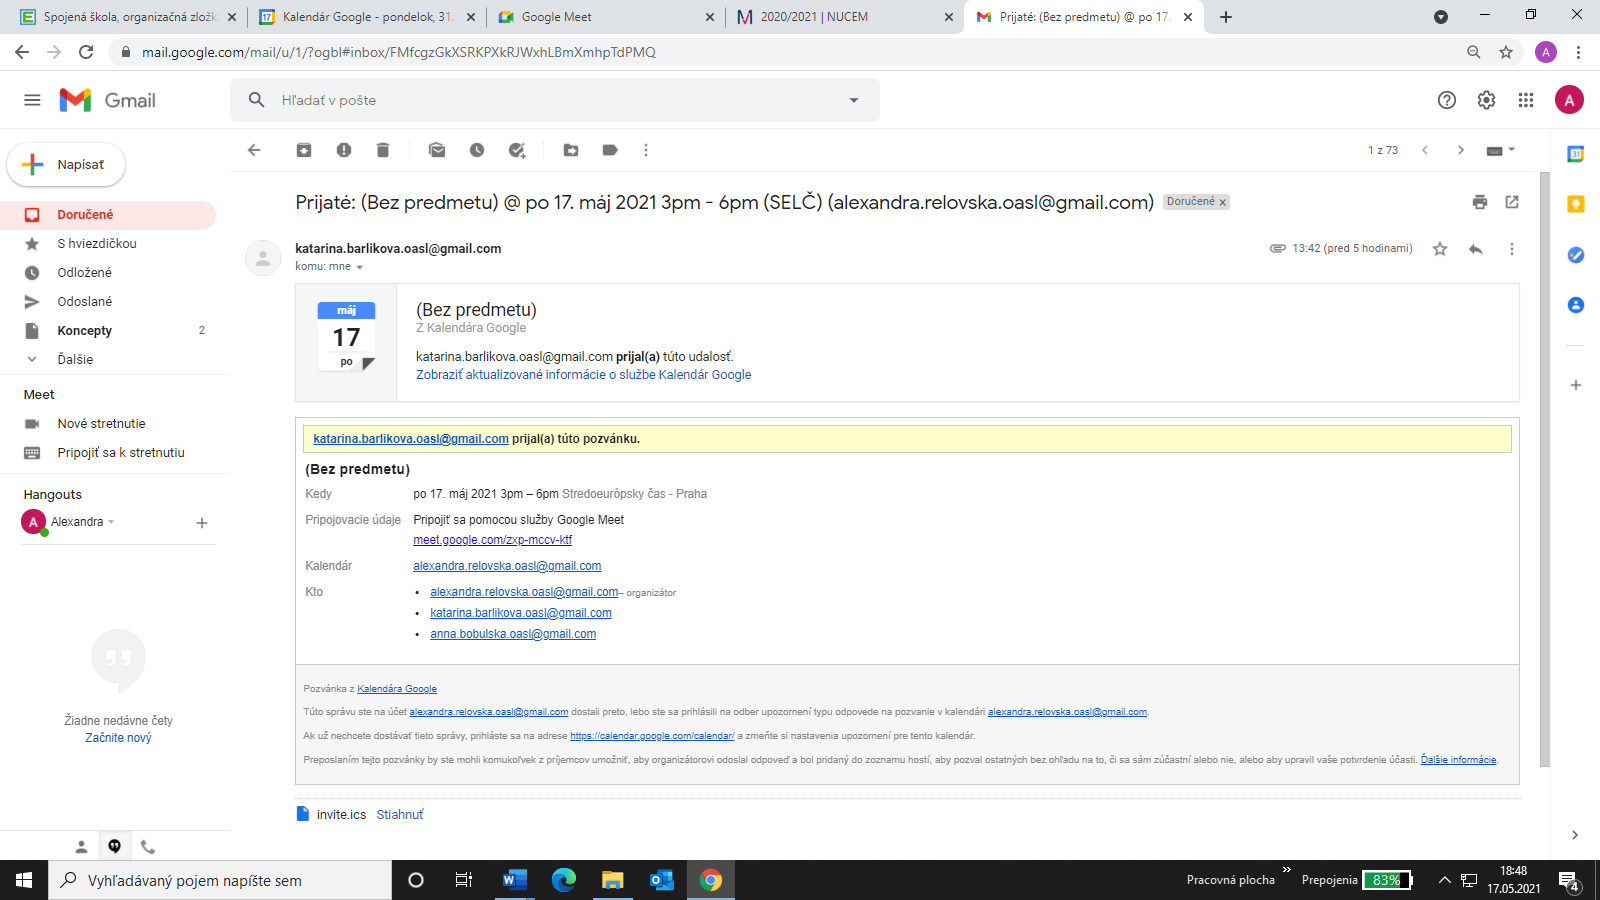 Spojená škola, organizačná zložk
Kalendár Google - pondelok, 31.
Google Meet
2020/2021 | NUCEM
Prijaté: (Bez predmetu) @ po 17.
mail.google.com/mail/u/1/?ogbl#inbox/FMfcgzGkXSRKPXkRJWxhLBmXmhpTdPMQ
A
Gmail
Hľadať v pošte
A
Napísať
1 z 73
Doručené
S hviezdičkou
Odložené
Odoslané
Koncepty 2
Ďalšie
Meet
Nové stretnutie
Pripojiť sa k stretnutiu
Hangouts
A Alexandra
Žiadne nedávne čety
Začnite nový
Prijaté: (Bez predmetu) @ po 17. máj 2021 3pm - 6pm (SELČ) (alexandra.relovska.oasl@gmail.com) Doručené x
katarina.barlikova.oasl@gmail.com
13:42 (pred 5 hodinami)
komu: mne
máj
17
po
(Bez predmetu)
Z Kalendára Google
katarina.barlikova.oasl@gmail.com prijal(a) túto udalosť.
Zobraziť aktualizované informácie o službe Kalendár Google
katarina.barlikova.oasl@gmail.com prijal(a) túto pozvánku.
(Bez predmetu)
Kedy po 17. máj 2021 3pm – 6pm Stredoeurópsky čas - Praha
Pripojovacie údaje Pripojiť sa pomocou služby Google Meet
meet.google.com/zxp-mccv-ktf
Kalendár alexandra.relovska.oasl@gmail.com
Kto • alexandra.relovska.oasl@gmail.com– organizátor
• katarina.barlikova.oasl@gmail.com
• anna.bobulska.oasl@gmail.com
Pozvánka z Kalendára Google
Túto správu ste na účet alexandra.relovska.oasl@gmail.com dostali preto, lebo ste sa prihlásili na odber upozornení typu odpovede na pozvanie v kalendári alexandra.relovska.oasl@gmail.com.
Ak už nechcete dostávať tieto správy, prihláste sa na adrese https://calendar.google.com/calendar/ a zmeňte si nastavenia upozornení pre tento kalendár.
Preposlaním tejto pozvánky by ste mohli komukoľvek z príjemcov umožniť, aby organizátorovi odoslal odpoveď a bol pridaný do zoznamu hostí, aby pozval ostatných bez ohľadu na to, či sa sám zúčastní alebo nie, alebo aby upravil vaše potvrdenie účasti. Ďalšie informácie.
invite.ics Stiahnuť
31
Vyhľadávaný pojem napíšte sem
Pracovná plocha
Prepojenia
83%
18:48
17.05.2021
4